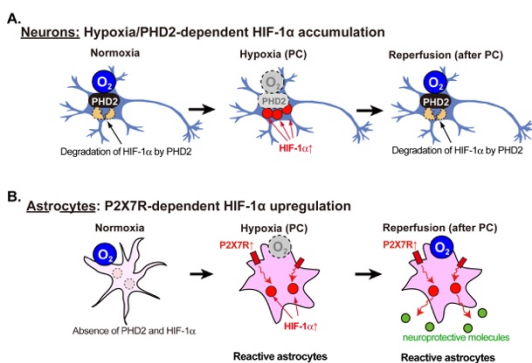 A.
Neurons: Hypoxia/PHD2-dependent HIF-1α accumulation
Normoxia
Hypoxia (PC)
Reperfusion (after PC)
O2
O2
O2
PHD2
PHD2
PHD2
Degradation of HIF-1α by PHD2
HIF-1α↑
Degradation of HIF-1α by PHD2
B.
Astrocytes: P2X7R-dependent HIF-1α upregulation
Normoxia
Hypoxia (PC)
Reperfusion (after PC)
O2
O2
O2
P2X7R↑
P2X7R↑
Absence of PHD2 and HIF-1α
HIF-1α↑
neuroprotective molecules
Reactive astrocytes
Reactive astrocytes